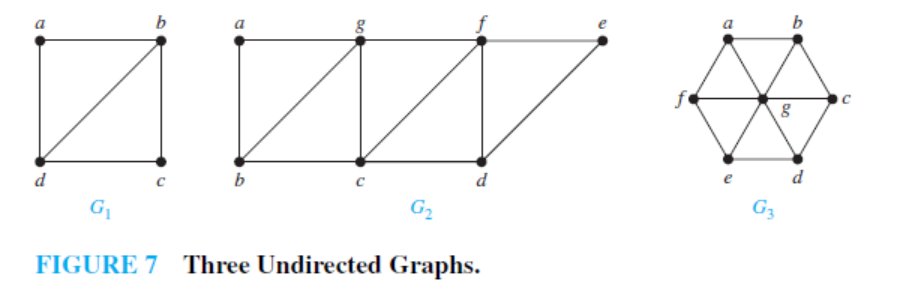 a b a g f e a b
f g c
d c b c d e d
G1 G2 G3
FIGURE 7 Three Undirected Graphs.